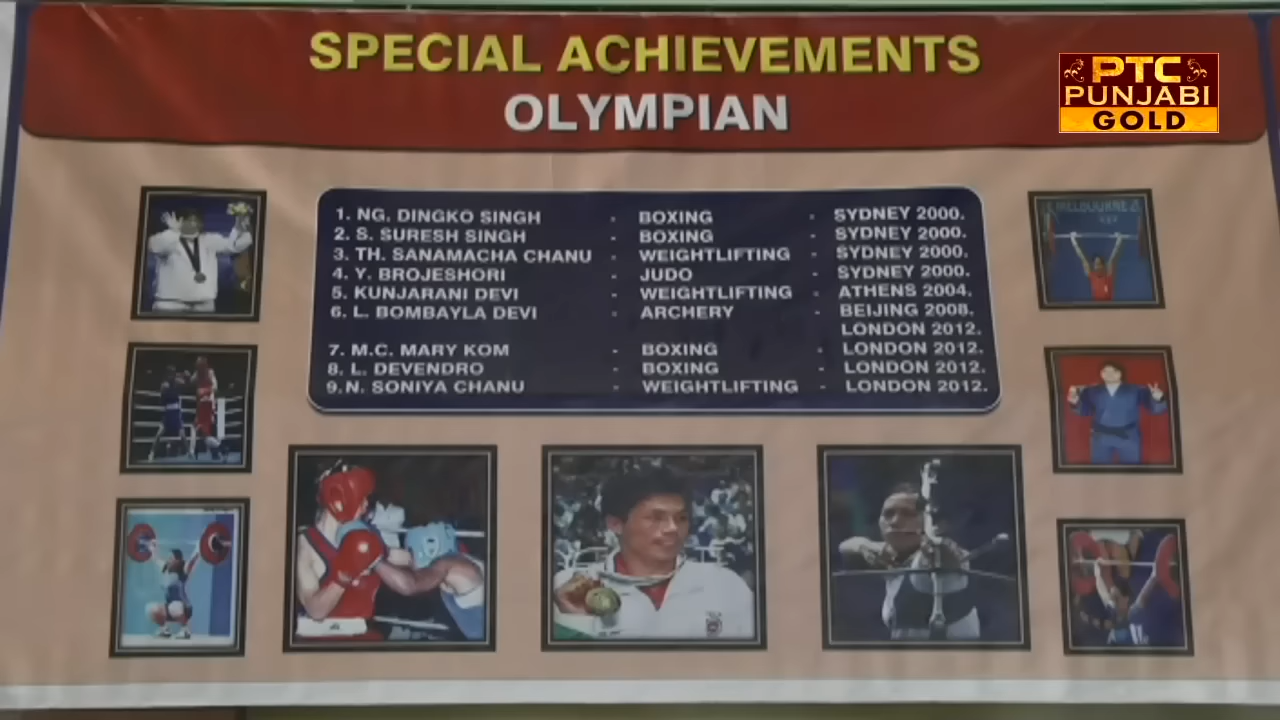 SPECIAL ACHIEVEMENTS
OLYMPIAN
PTC
PUNJABI
GOLD
1. NG. DINGKO SINGH - BOXING - SYDNEY 2000.
2. S. SURESH SINGH - BOXING - SYDNEY 2000.
3. TH. SANAMACHA CHANU - WEIGHTLIFTING - SYDNEY 2000.
4. Y. BROJESHORI - JUDO - SYDNEY 2000.
5. KUNJARANI DEVI - WEIGHTLIFTING - ATHENS 2004.
6. L. BOMBAYLA DEVI - ARCHERY - BEIJING 2008.
LONDON 2012.
7. M.C. MARY KOM - BOXING - LONDON 2012.
8. L. DEVENDRO - BOXING - LONDON 2012.
9.N. SONIYA CHANU - WEIGHTLIFTING - LONDON 2012.
MELBOURNE